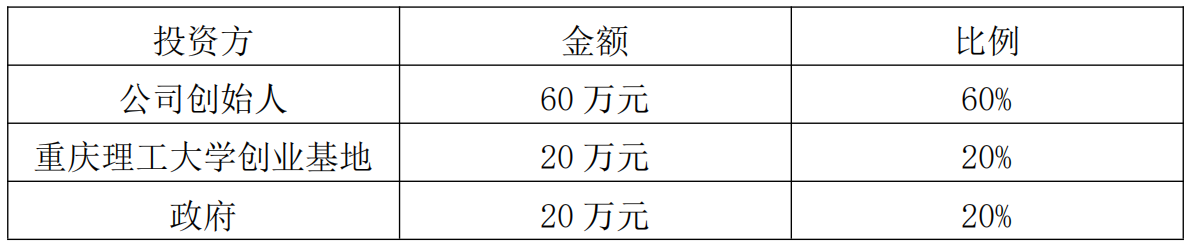 投资方 金额 比例
公司创始人 60 万元 60%
重庆理工大学创业基地 20 万元 20%
政府 20 万元 20%